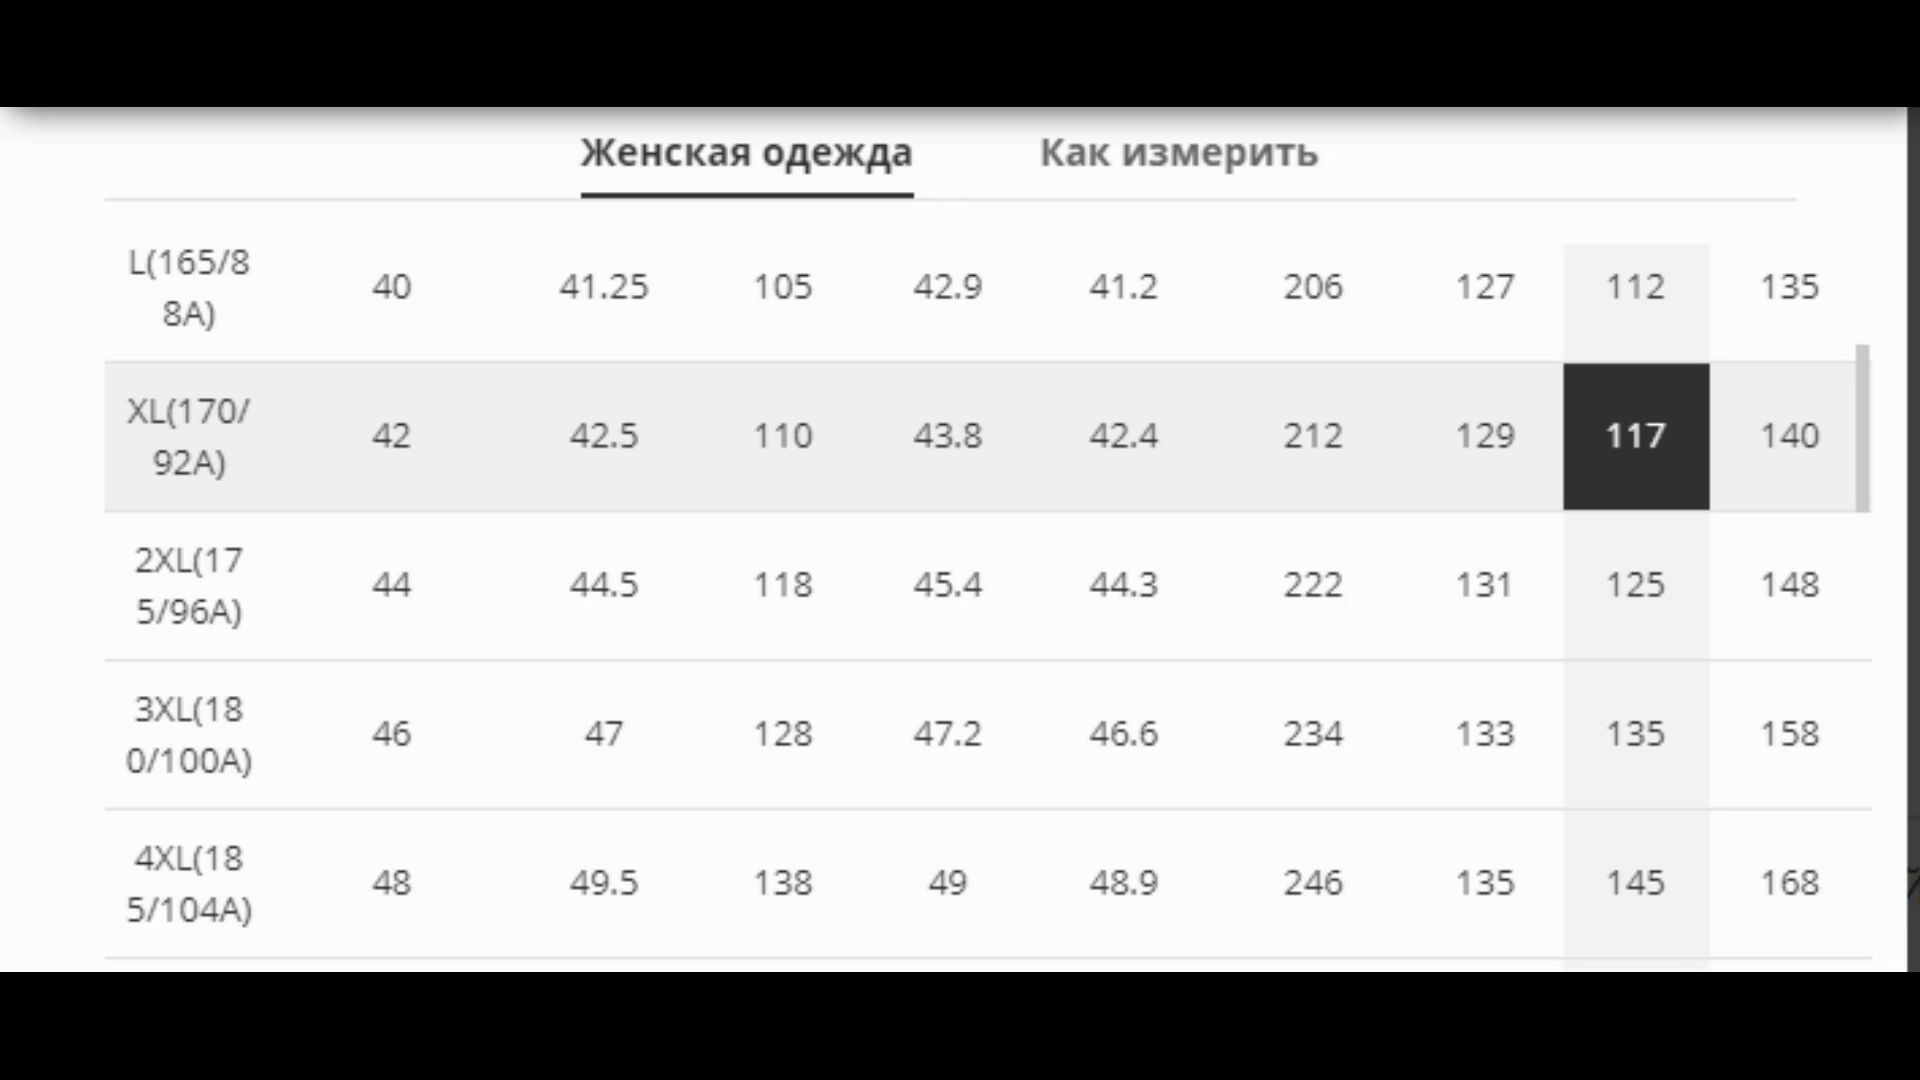 Женская одежда Как измерить
L(165/8
8A) 40 41.25 105 42.9 41.2 206 127 112 135
XL(170/
92A) 42 42.5 110 43.8 42.4 212 129 117 140
2XL(17
5/96A) 44 44.5 118 45.4 44.3 222 131 125 148
3XL(18
0/100A) 46 47 128 47.2 46.6 234 133 135 158
4XL(18
5/104A) 48 49.5 138 49 48.9 246 135 145 168